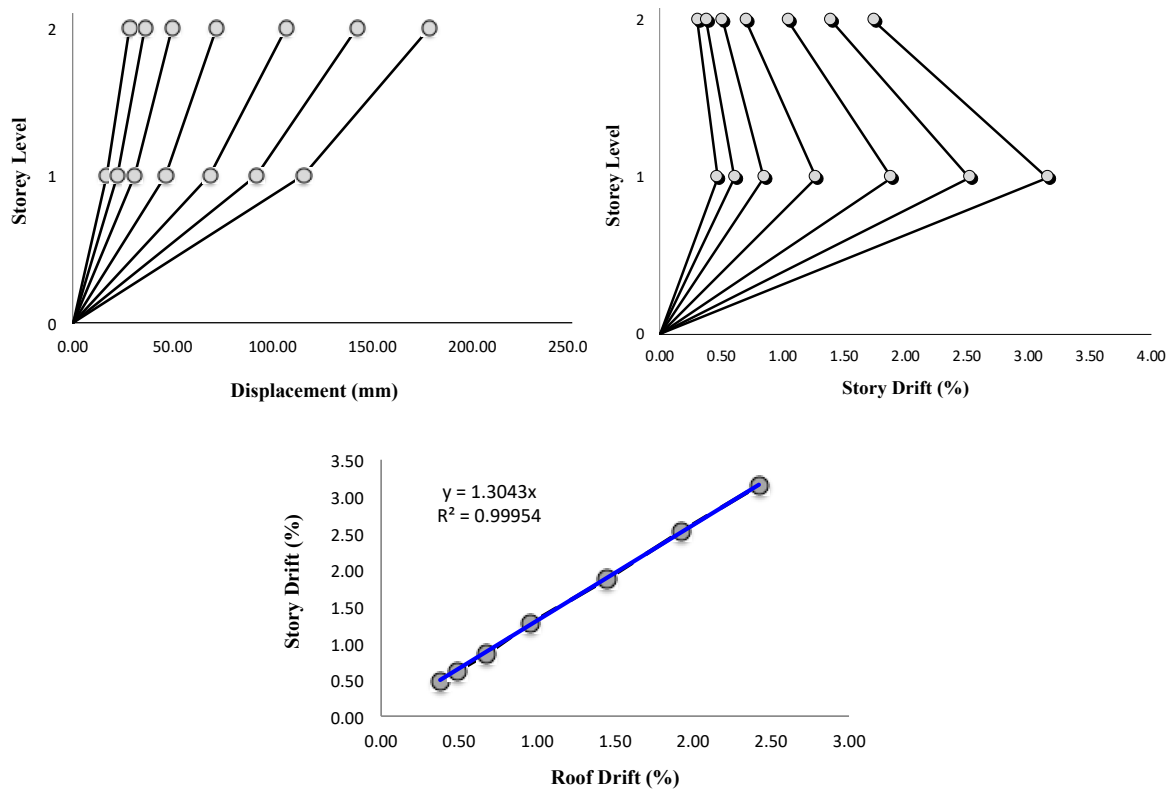 2
1
0
Storey Level
0.00 50.00 100.00 150.00 200.00 250.0
Displacement (mm)
2
1
0
Storey Level
0.00 0.50 1.00 1.50 2.00 2.50 3.00 3.50 4.00
Story Drift (%)
3.50
3.00
2.50
2.00
1.50
1.00
0.50
0.00
Story Drift (%)
y = 1.3043x
R² = 0.99954
0.00 0.50 1.00 1.50 2.00 2.50 3.00
Roof Drift (%)